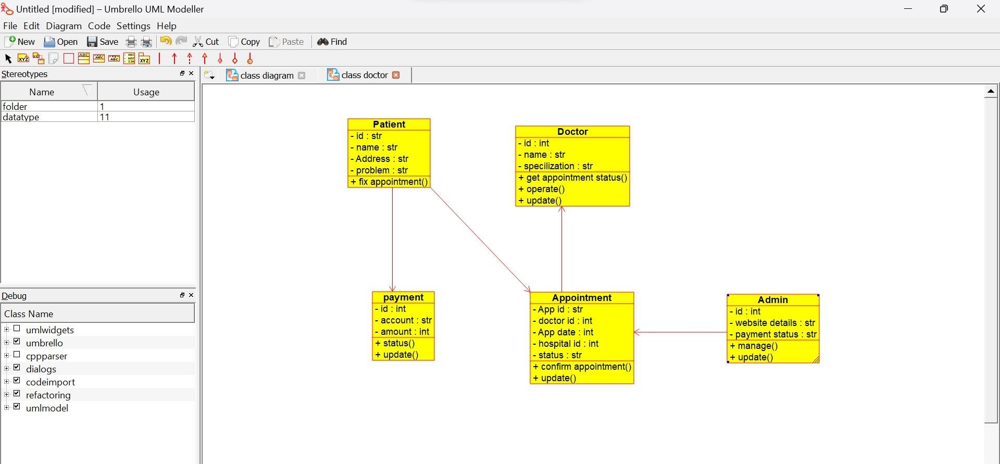 Untitled [modified] – Umbrello UML Modeller
File Edit Diagram Code Settings Help
New Open Save Cut Copy Paste Find
Stereotypes
Name Usage
folder 1
datatype 11
Debug
Class Name
umlwidgets
umbrello
cppparser
dialogs
codeimport
refactoring
umlmodel
class diagram class doctor
Patient
- id : str
- name : str
- Address : str
- problem : str
+ fix appointment()
Doctor
- id : int
- name : str
- specilization : str
+ get appointment status()
+ operate()
+ update()
payment
- id : int
- account : str
- amount : int
+ status()
+ update()
Appointment
- App id : str
- doctor id : int
- App date : int
- hospital id : int
- status : str
+ confirm appointment()
+ update()
Admin
- id : int
- website details : str
- payment status : str
+ manage()
+ update()